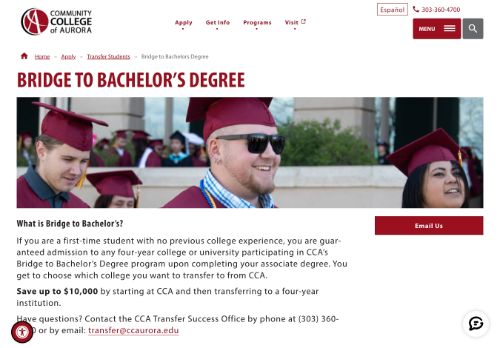 Español
303-360-4700
COMMUNITY
COLLEGE
of AURORA
Apply
Get Info
Programs
Visit
MENU
Home » Apply » Transfer Students » Bridge to Bachelors Degree
BRIDGE TO BACHELOR'S DEGREE
What is Bridge to Bachelor's?
Email Us
If you are a first-time student with no previous college experience, you are guar-
anteed admission to any four-year college or university participating in CCA's
Bridge to Bachelor's Degree program upon completing your associate degree. You
get to choose which college you want to transfer to from CCA.
Save up to $10,000 by starting at CCA and then transferring to a four-year
institution.
Have questions? Contact the CCA Transfer Success Office by phone at (303) 360-
0 or by email: transfer@ccaurora.edu